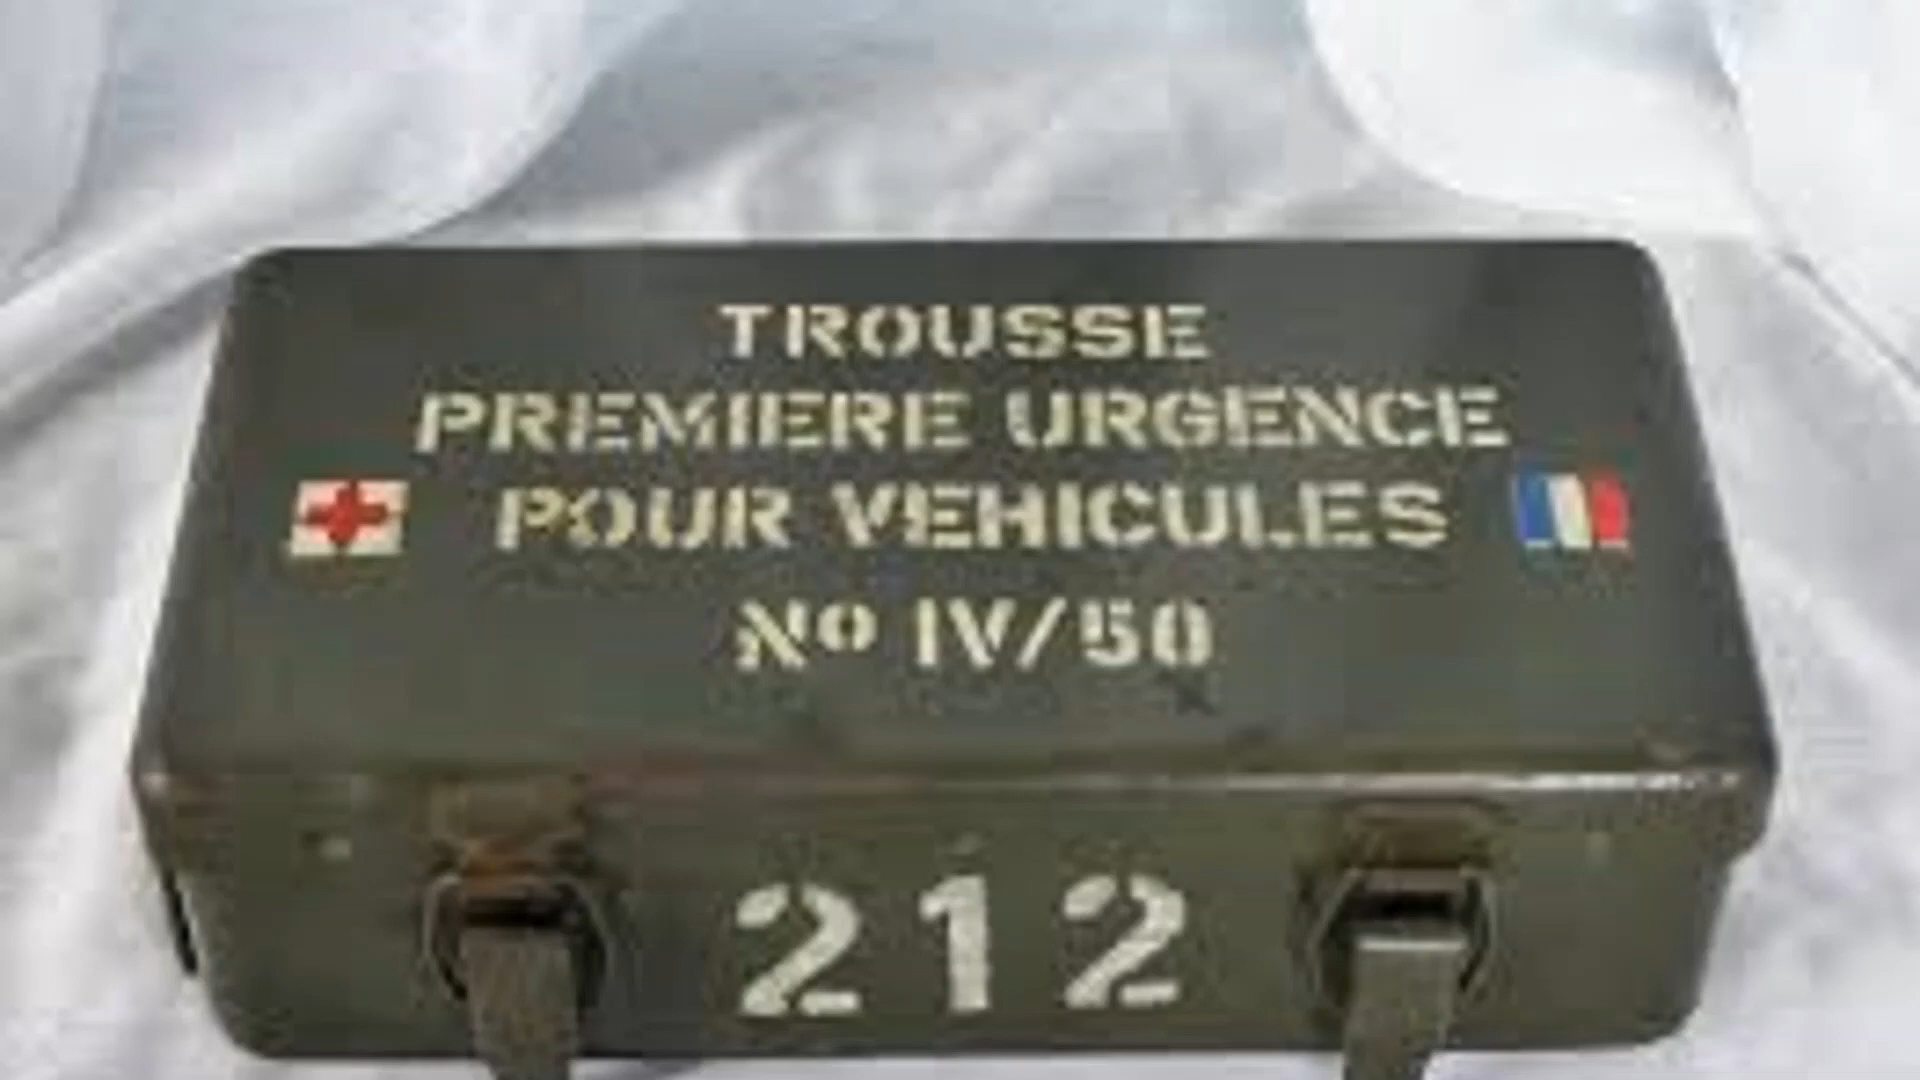 TROUSSE
PREMIERE URGENCE
POUR VEHICULES
Nº IV/50
212